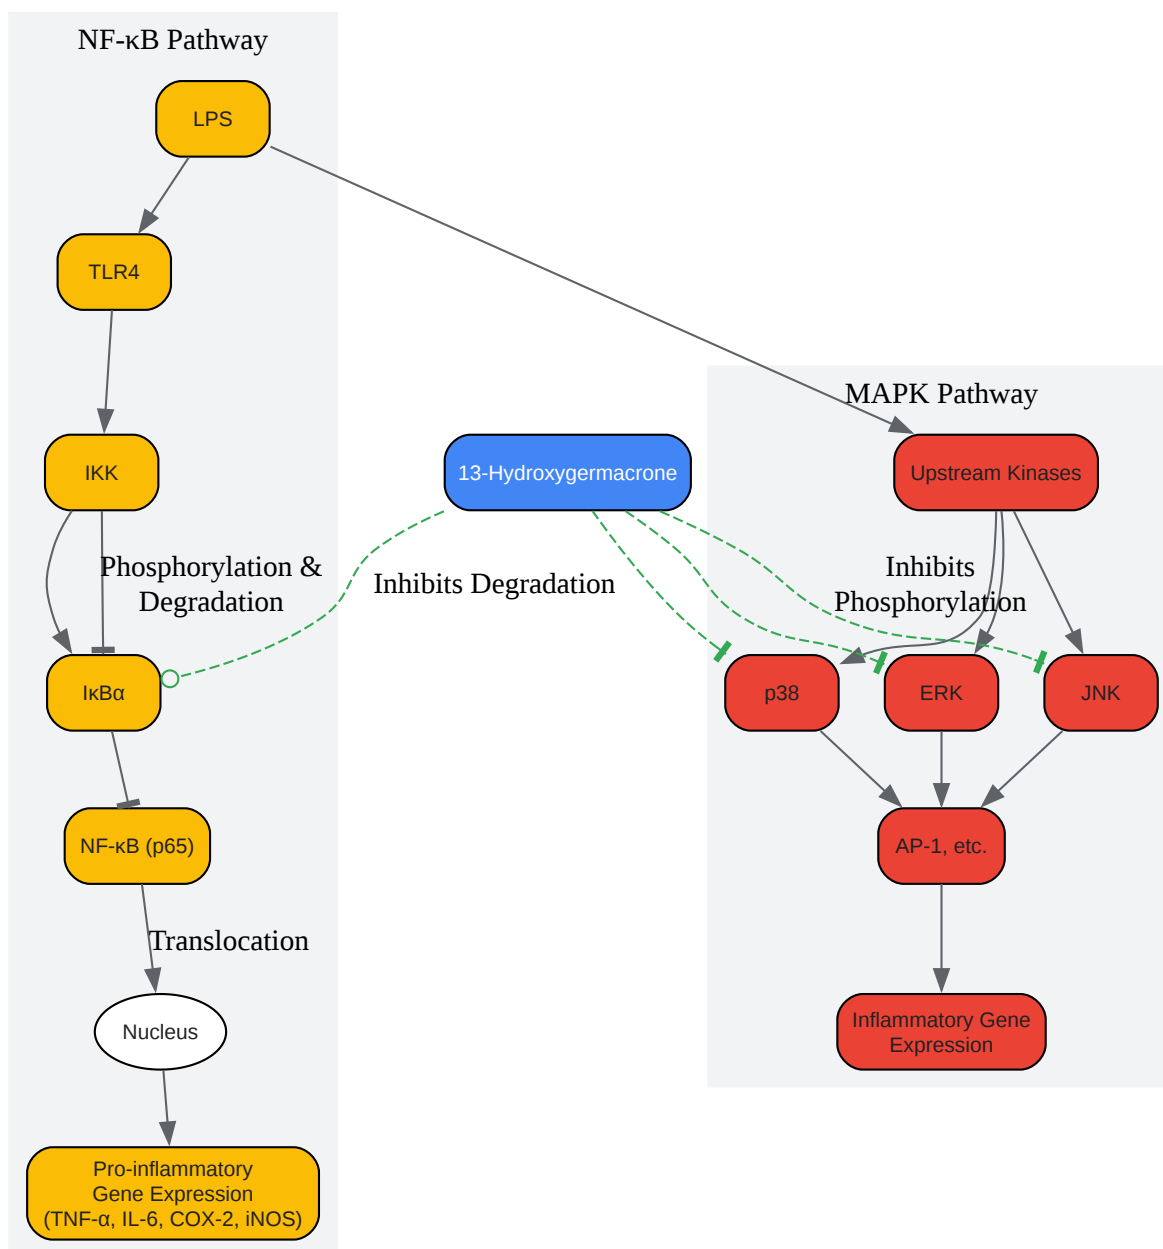 NF-κB Pathway
LPS
TLR4
MAPK Pathway
IKK
13-Hydroxygermacrone
Upstream Kinases
Phosphorylation &
Degradation
Inhibits Degradation
Inhibits
Phosphorylation
IκBα
p38
ERK
JNK
NF-κB (p65)
AP-1, etc.
Translocation
Nucleus
Inflammatory Gene
Expression
Pro-inflammatory
Gene Expression
(TNF-α, IL-6, COX-2, iNOS)